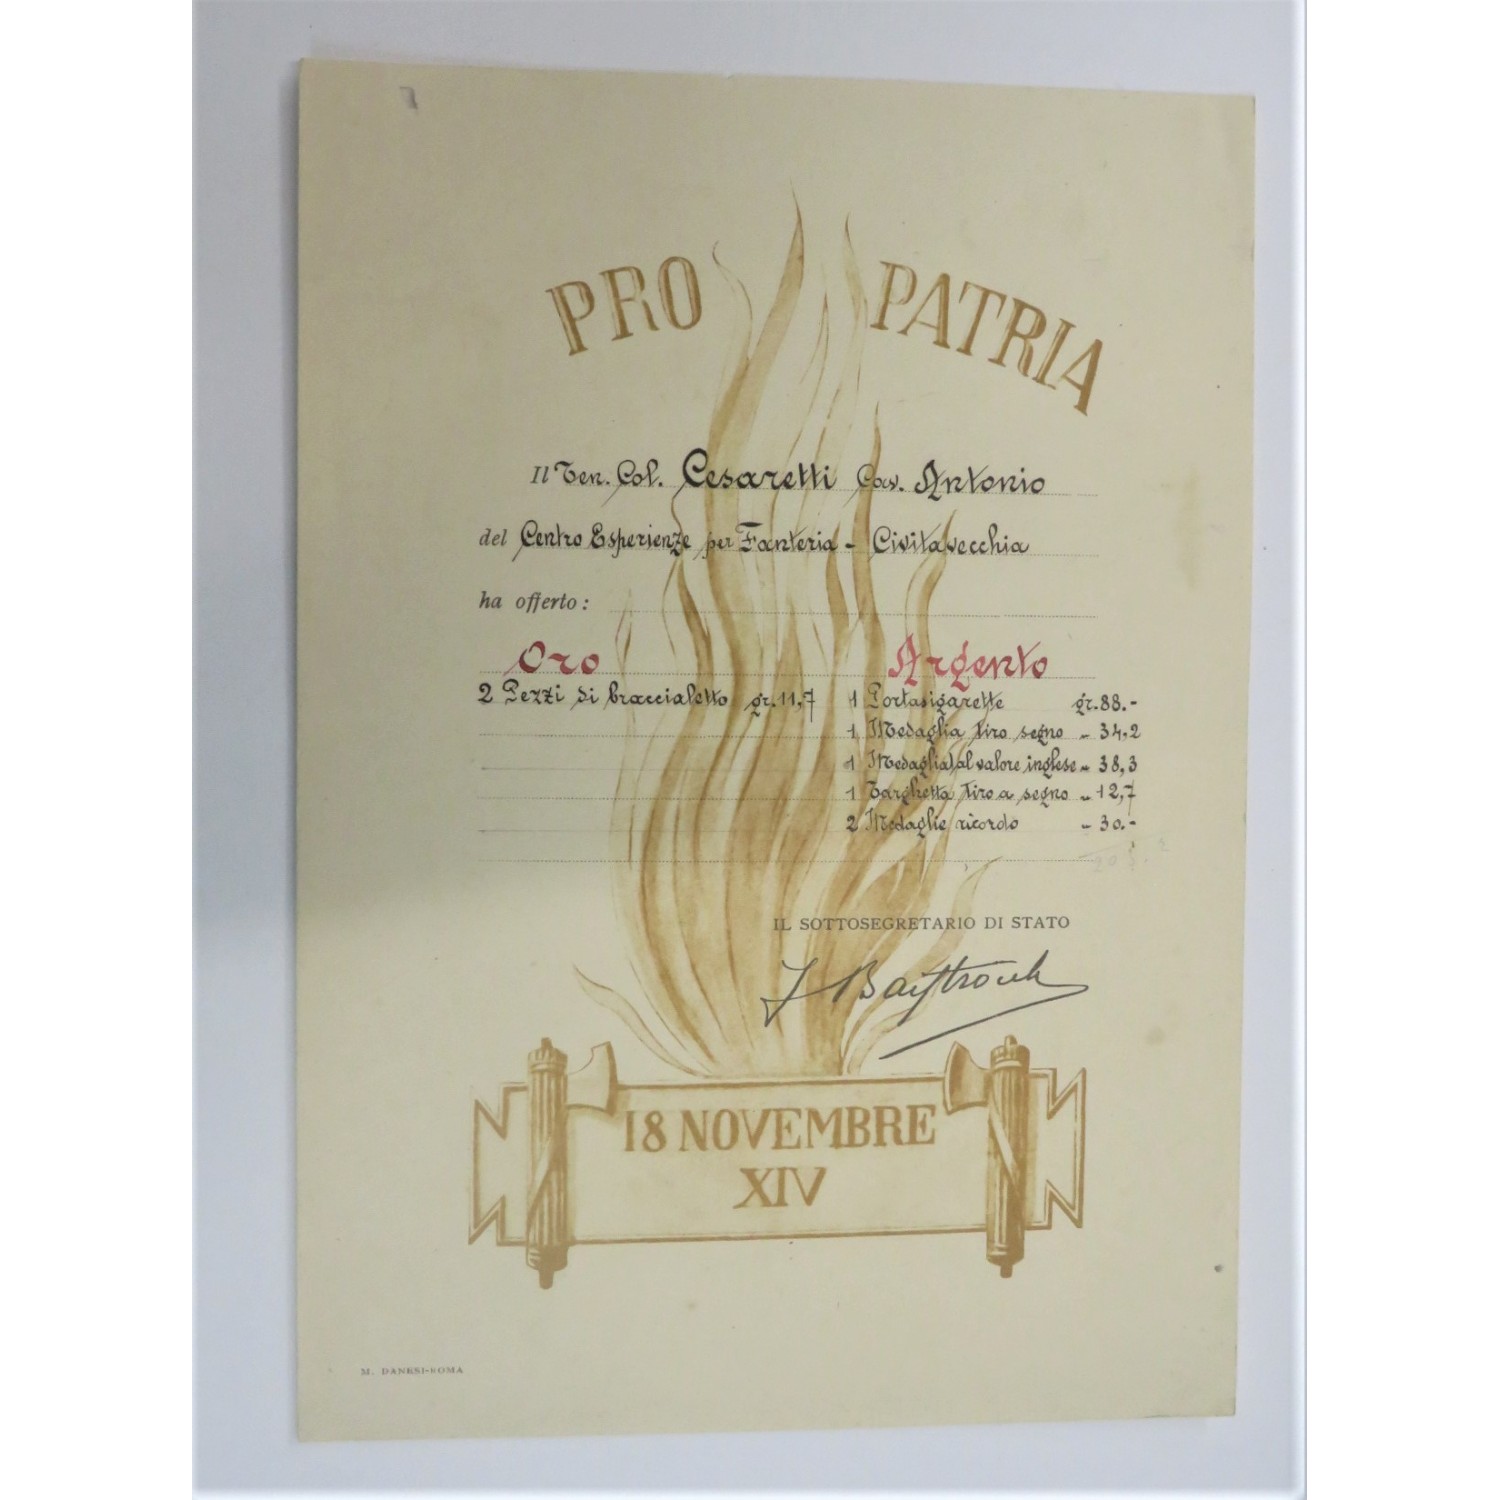 PRO PATRIA
Il Ten. Col. Cesaretti Cav. Antonio
del Centro Esperienze per Fanteria - Civitavecchia
ha offerto:
Oro Argento
2 Pezzi di braccialetto gr. 11,7 1 Portasigarette gr. 88.-
1 Medaglia tiro segno " 34,2
1 Medaglia al valore inglese " 38,3
1 Targhetta tiro a segno " 12,7
2 Medaglie ricordo " 30.-
IL SOTTOSEGRETARIO DI STATO
18 NOVEMBRE
XIV
M. DANESI-ROMA